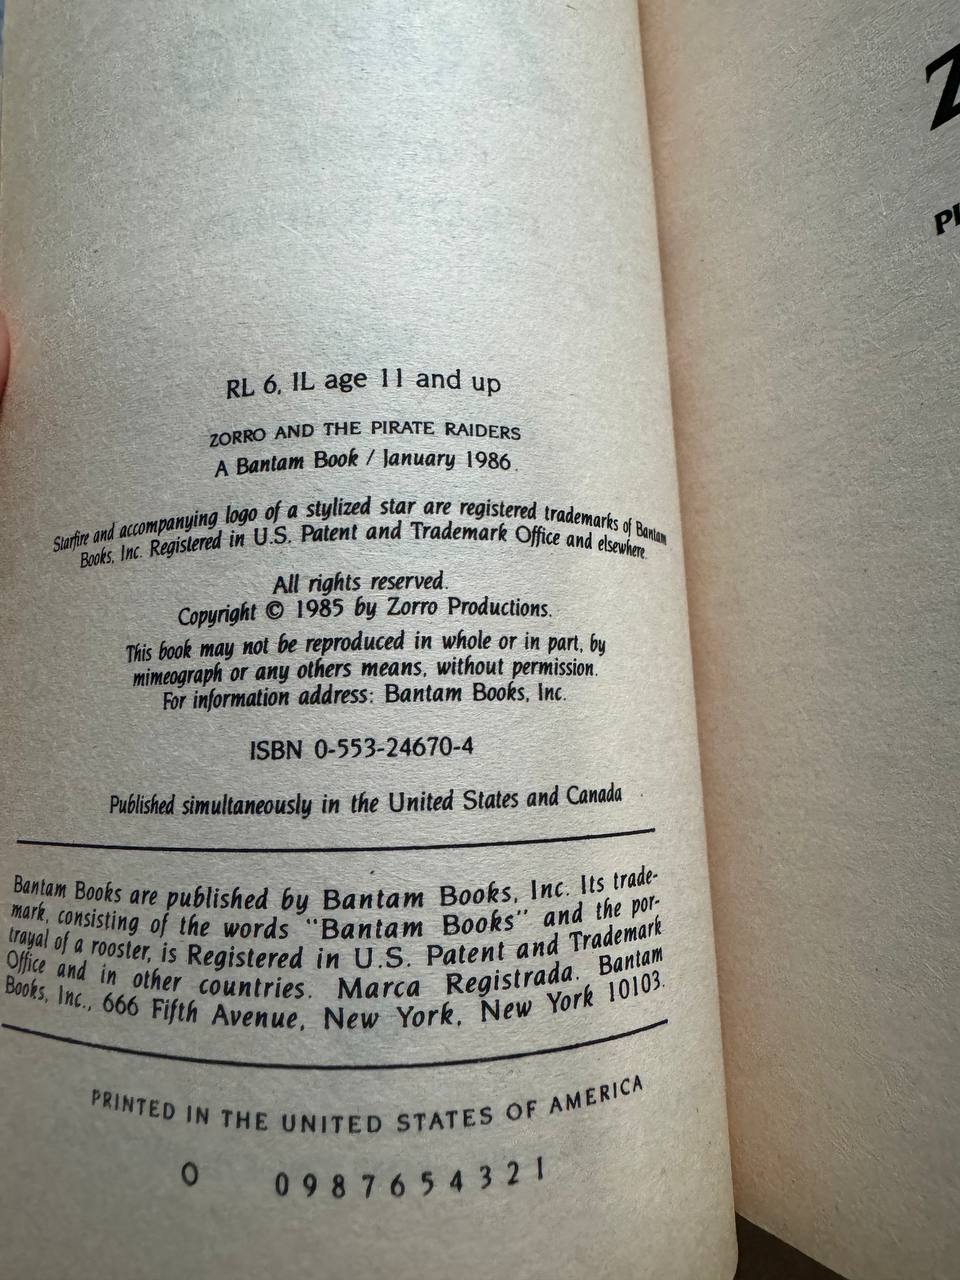 RL 6, IL age 11 and up
ZORRO AND THE PIRATE RAIDERS
A Bantam Book / January 1986
Starfire and accompanying logo of a stylized star are registered trademarks of Bantam
Books, Inc. Registered in U.S. Patent and Trademark Office and elsewhere.
All rights reserved.
Copyright © 1985 by Zorro Productions.
This book may not be reproduced in whole or in part, by
mimeograph or any others means, without permission.
For information address: Bantam Books, Inc.
ISBN 0-553-24670-4
Published simultaneously in the United States and Canada
Bantam Books are published by Bantam Books, Inc. Its trade-
mark, consisting of the words "Bantam Books" and the por-
trayal of a rooster, is Registered in U.S. Patent and Trademark
Office and in other countries. Marca Registrada. Bantam
Books, Inc., 666 Fifth Avenue, New York, New York 10103.
PRINTED IN THE UNITED STATES OF AMERICA
O 0 9 8 7 6 5 4 3 2 1